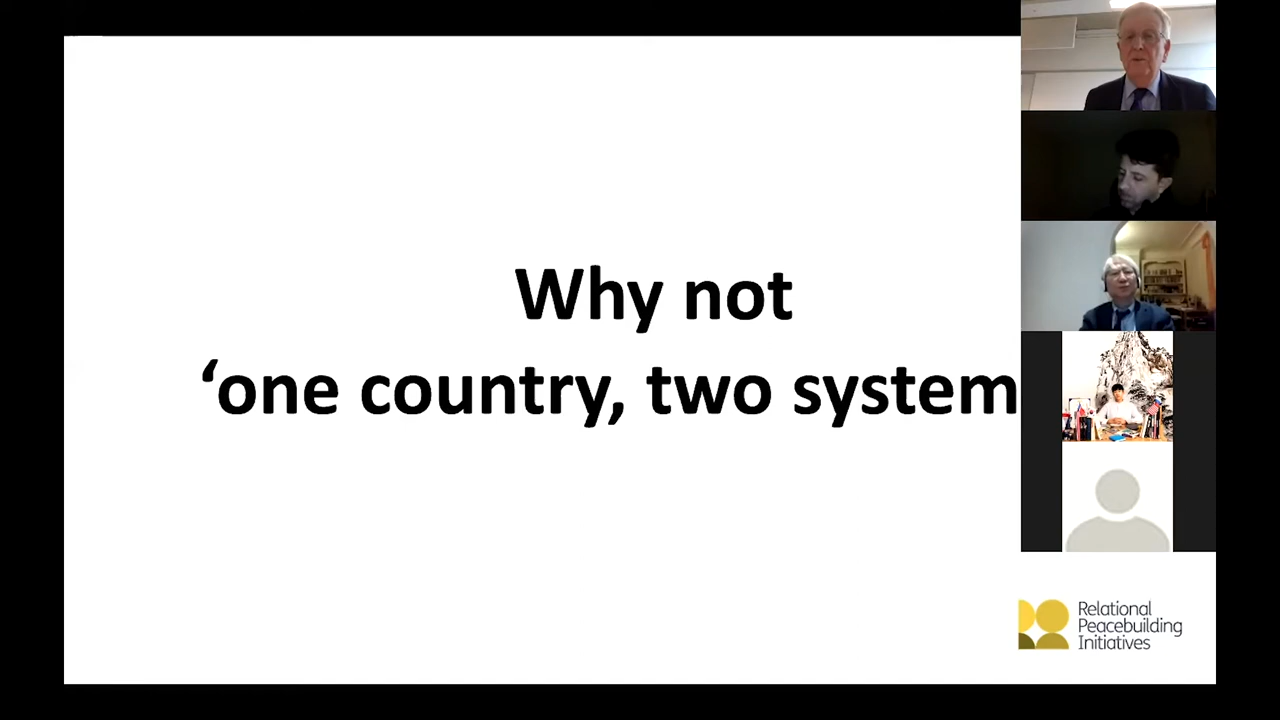 Why not
‘one country, two system
Relational
Peacebuilding
Initiatives